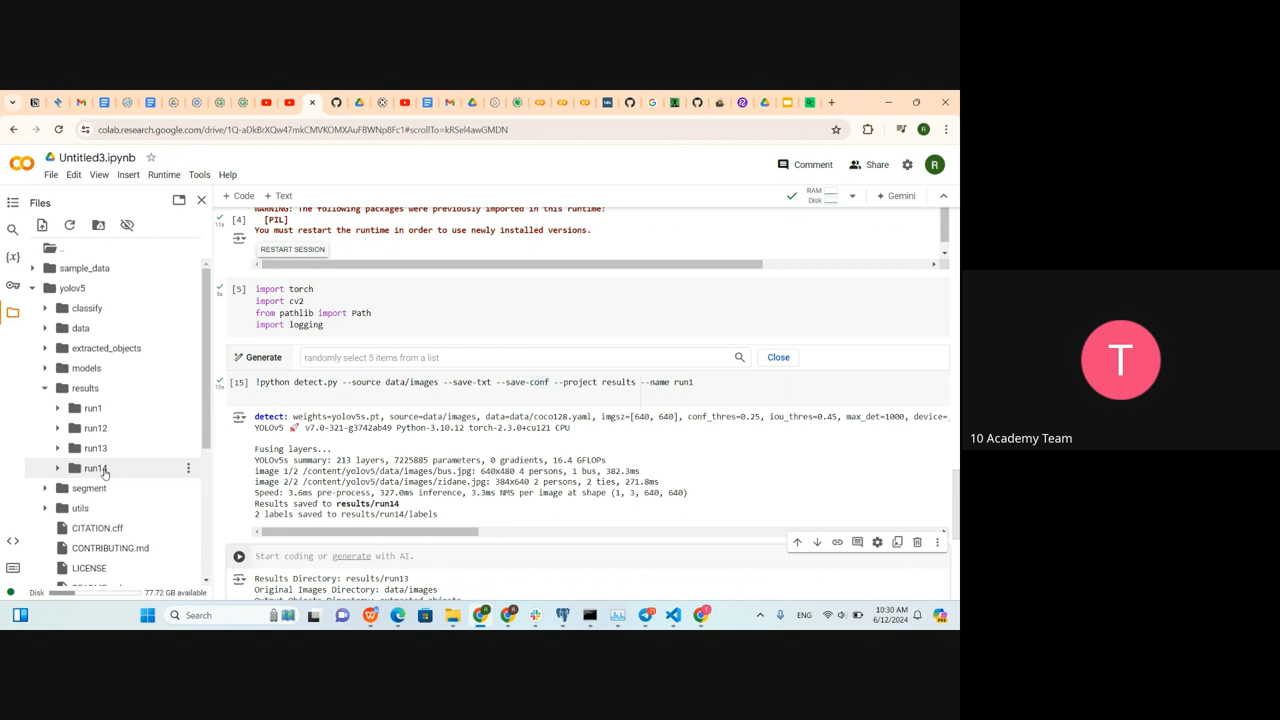 colab.research.google.com/drive/1Q-aDkBrXQw47mkCMVKOMXAuFBWNp8Fc1#scrollTo=kRSel4awGMDN
R
Untitled3.ipynb
Comment
Share
R
File Edit View Insert Runtime Tools Help
Files
+ Code + Text
RAM
Disk
Gemini
..
sample_data
yolov5
classify
data
extracted_objects
models
results
run1
run12
run13
run14
segment
utils
CITATION.cff
CONTRIBUTING.md
LICENSE
Disk
77.72 GB available
WARNING: The following packages were previously imported in this runtime:
[4]
11s
[PIL]
You must restart the runtime in order to use newly installed versions.
RESTART SESSION
[5]
5s
import torch
import cv2
from pathlib import Path
import logging
Generate
randomly select 5 items from a list
Close
[15]
10s
!python detect.py --source data/images --save-txt --save-conf --project results --name run1
detect: weights=yolov5s.pt, source=data/images, data=data/coco128.yaml, imgsz=[640, 640], conf_thres=0.25, iou_thres=0.45, max_det=1000, device=,
YOLOv5 🚀 v7.0-321-g3742ab49 Python-3.10.12 torch-2.3.0+cu121 CPU
Fusing layers...
YOLOv5s summary: 213 layers, 7225885 parameters, 0 gradients, 16.4 GFLOPs
image 1/2 /content/yolov5/data/images/bus.jpg: 640x480 4 persons, 1 bus, 382.3ms
image 2/2 /content/yolov5/data/images/zidane.jpg: 384x640 2 persons, 2 ties, 271.8ms
Speed: 3.6ms pre-process, 327.0ms inference, 3.3ms NMS per image at shape (1, 3, 640, 640)
Results saved to results/run14
2 labels saved to results/run14/labels
Start coding or generate with AI.
Results Directory: results/run13
Original Images Directory: data/images
Search
ENG
10:30 AM
6/12/2024
T
10 Academy Team